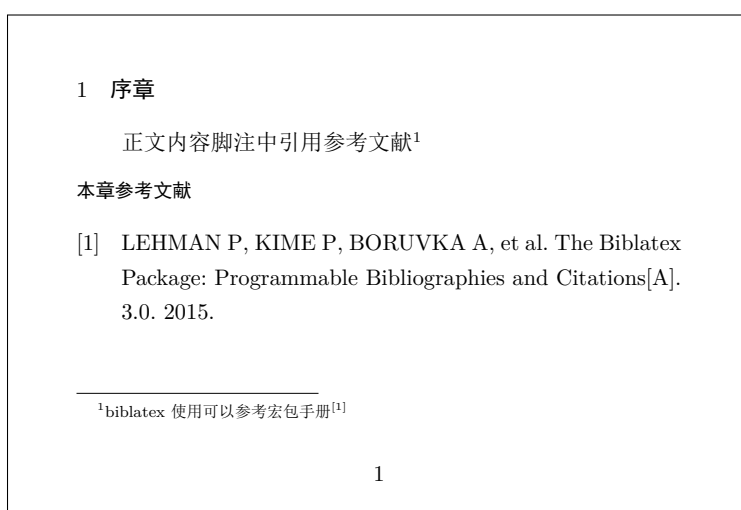 1 序章
正文内容脚注中引用参考文献1
本章参考文献
[1] LEHMAN P, KIME P, BORUVKA A, et al. The Biblatex
Package: Programmable Bibliographies and Citations[A].
3.0. 2015.
1biblatex 使用可以参考宏包手册[1]
1